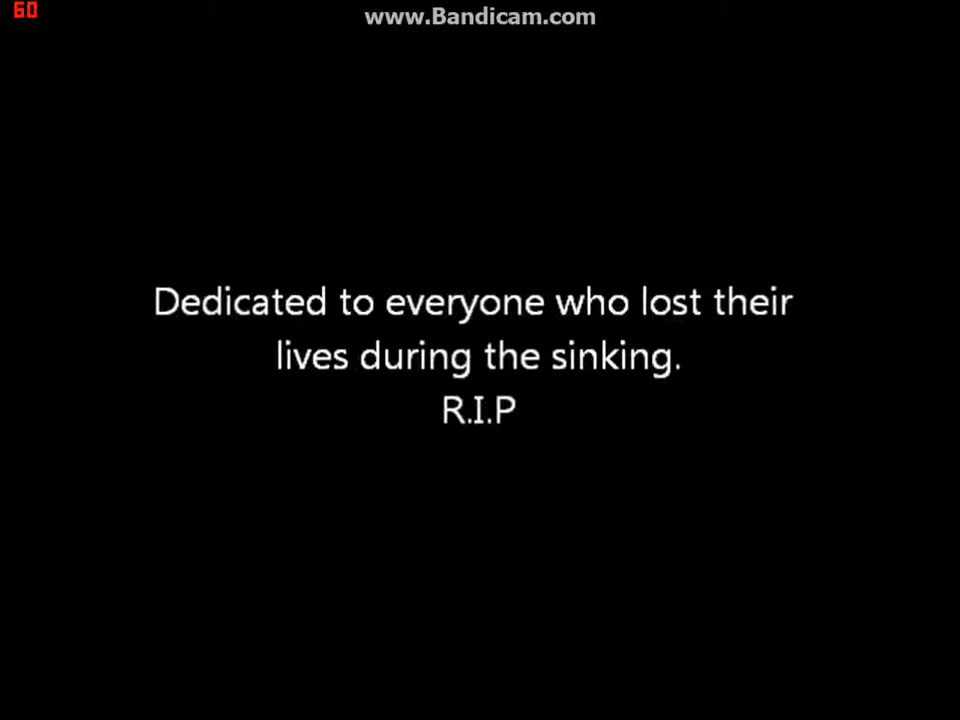 60
www.Bandicam.com
Dedicated to everyone who lost their
lives during the sinking.
R.I.P